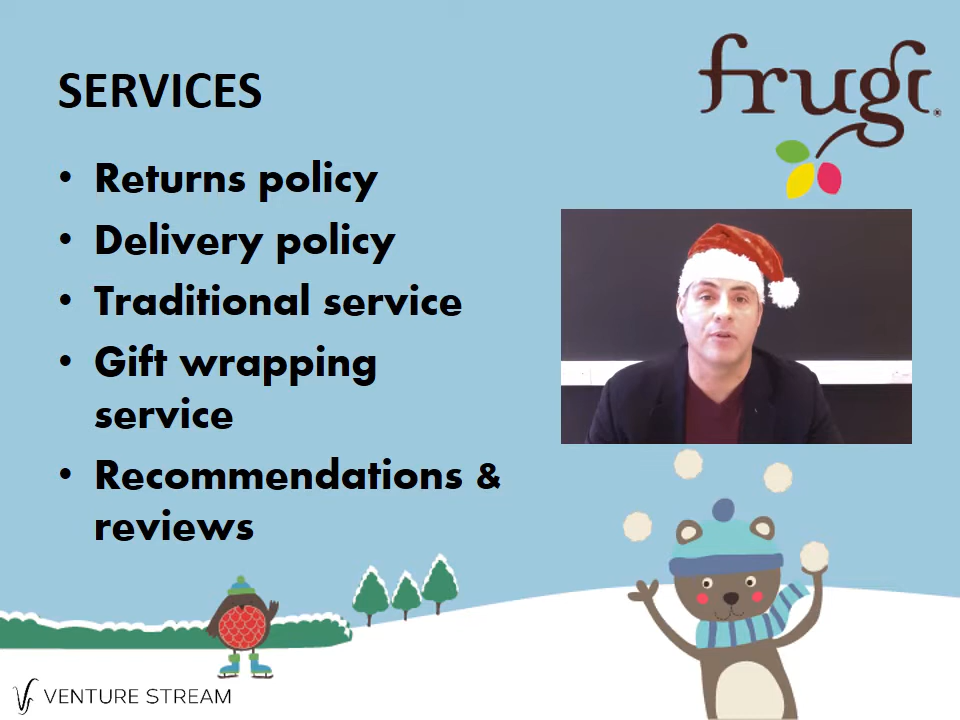 SERVICES
frugi®
• Returns policy
• Delivery policy
• Traditional service
• Gift wrapping
service
• Recommendations &
reviews
VENTURE STREAM